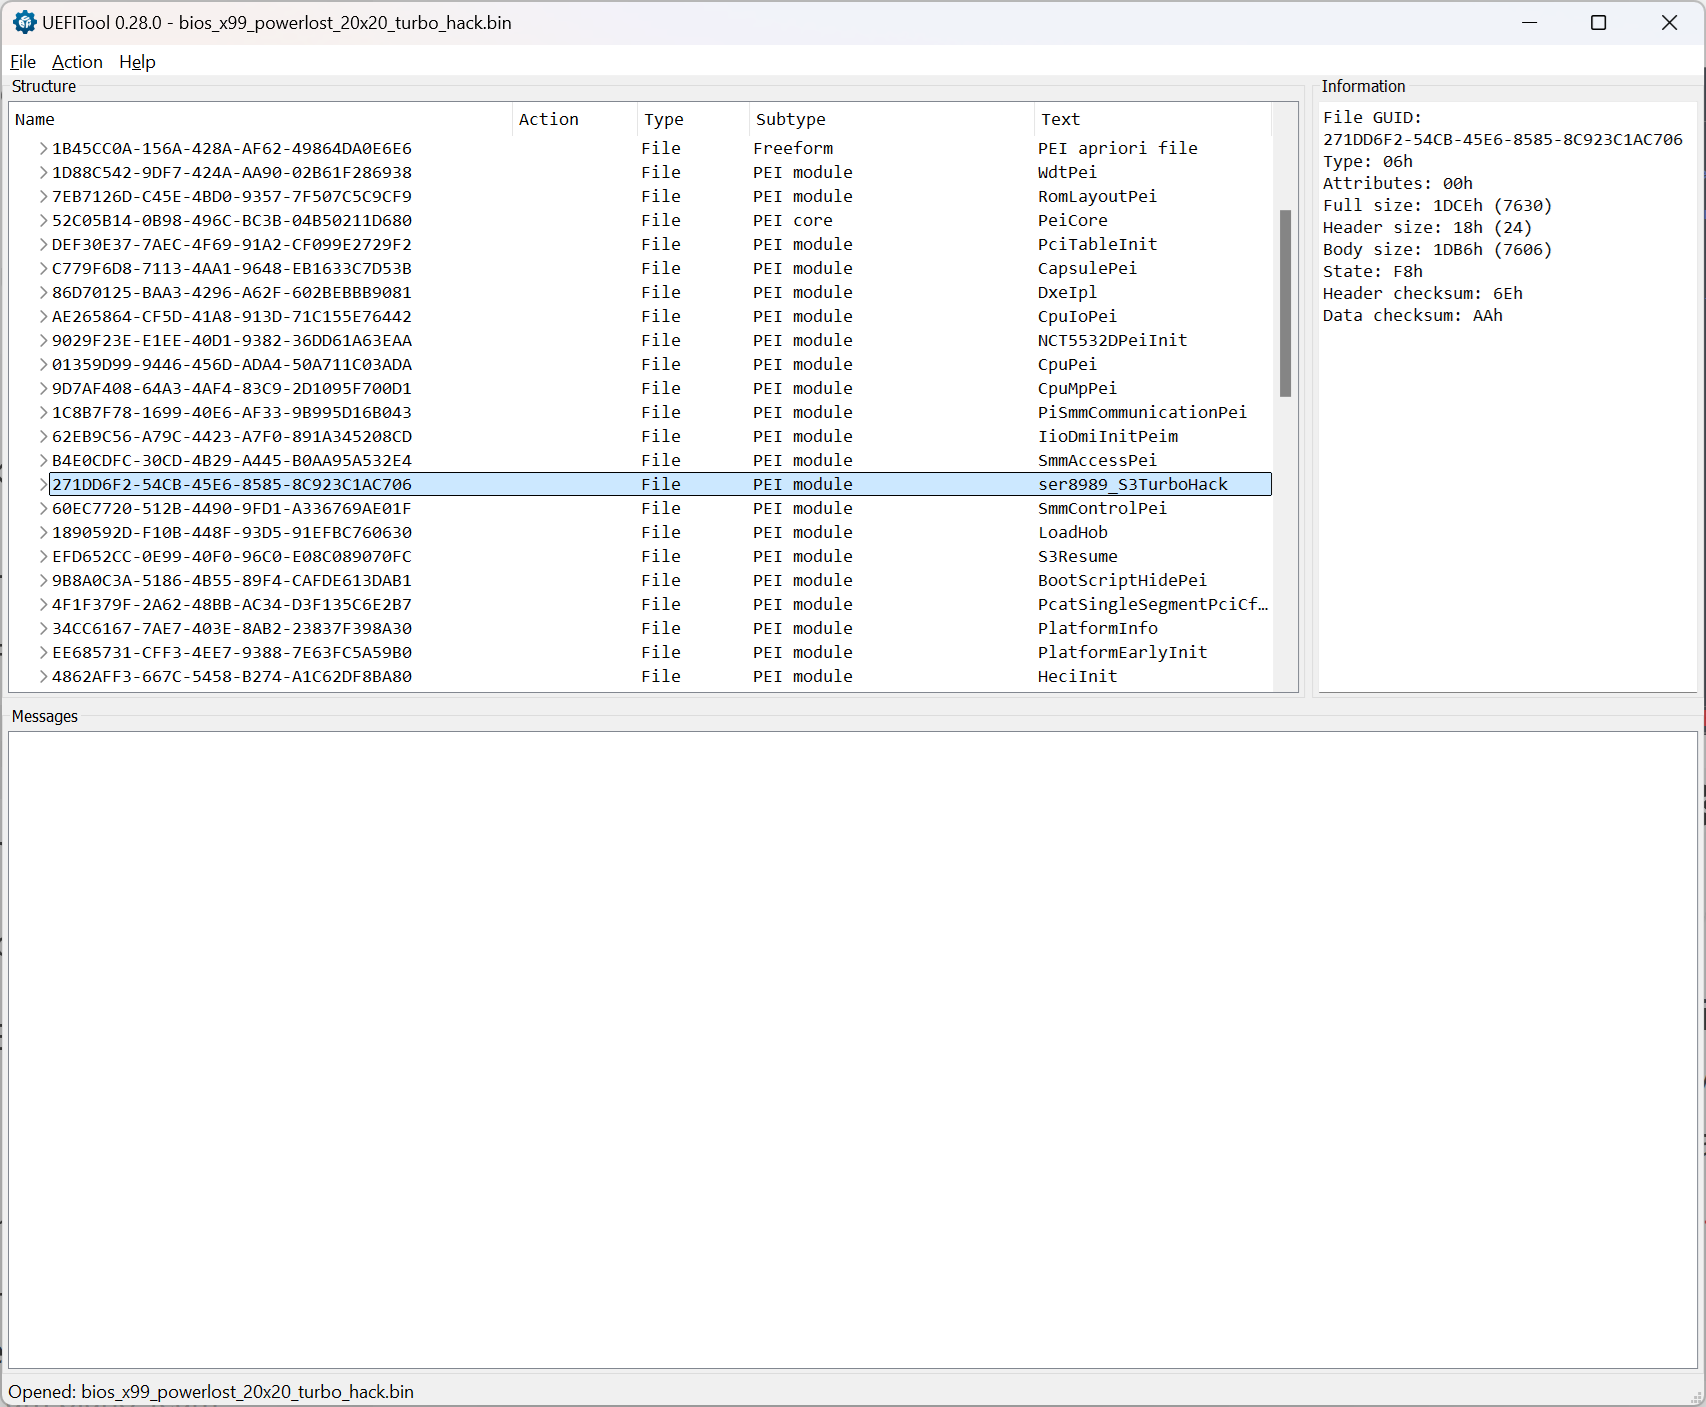 UEFITool 0.28.0 - bios_x99_powerlost_20x20_turbo_hack.bin
File Action Help
Structure
Name Action Type Subtype Text
1B45CC0A-156A-428A-AF62-49864DA0E6E6 File Freeform PEI apriori file
1D88C542-9DF7-424A-AA90-02B61F286938 File PEI module WdtPei
7EB7126D-C45E-4BD0-9357-7F507C5C9CF9 File PEI module RomLayoutPei
52C05B14-0B98-496C-BC3B-04B50211D680 File PEI core PeiCore
DEF30E37-7AEC-4F69-91A2-CF099E2729F2 File PEI module PciTableInit
C779F6D8-7113-4AA1-9648-EB1633C7D53B File PEI module CapsulePei
86D70125-BAA3-4296-A62F-602BEBBB9081 File PEI module DxeIpl
AE265864-CF5D-41A8-913D-71C155E76442 File PEI module CpuIoPei
9029F23E-E1EE-40D1-9382-36DD61A63EAA File PEI module NCT5532DPeiInit
01359D99-9446-456D-ADA4-50A711C03ADA File PEI module CpuPei
9D7AF408-64A3-4AF4-83C9-2D1095F700D1 File PEI module CpuMpPei
1C8B7F78-1699-40E6-AF33-9B995D16B043 File PEI module PiSmmCommunicationPei
62EB9C56-A79C-4423-A7F0-891A345208CD File PEI module IioDmiInitPeim
B4E0CDFC-30CD-4B29-A445-B0AA95A532E4 File PEI module SmmAccessPei
271DD6F2-54CB-45E6-8585-8C923C1AC706 File PEI module ser8989_S3TurboHack
60EC7720-512B-4490-9FD1-A336769AE01F File PEI module SmmControlPei
1890592D-F10B-448F-93D5-91EFBC760630 File PEI module LoadHob
EFD652CC-0E99-40F0-96C0-E08C089070FC File PEI module S3Resume
9B8A0C3A-5186-4B55-89F4-CAFDE613DAB1 File PEI module BootScriptHidePei
4F1F379F-2A62-48BB-AC34-D3F135C6E2B7 File PEI module PcatSingleSegmentPciCf…
34CC6167-7AE7-403E-8AB2-23837F398A30 File PEI module PlatformInfo
EE685731-CFF3-4EE7-9388-7E63FC5A59B0 File PEI module PlatformEarlyInit
4862AFF3-667C-5458-B274-A1C62DF8BA80 File PEI module HeciInit
Information
File GUID:
271DD6F2-54CB-45E6-8585-8C923C1AC706
Type: 06h
Attributes: 00h
Full size: 1DCEh (7630)
Header size: 18h (24)
Body size: 1DB6h (7606)
State: F8h
Header checksum: 6Eh
Data checksum: AAh
Messages
Opened: bios_x99_powerlost_20x20_turbo_hack.bin